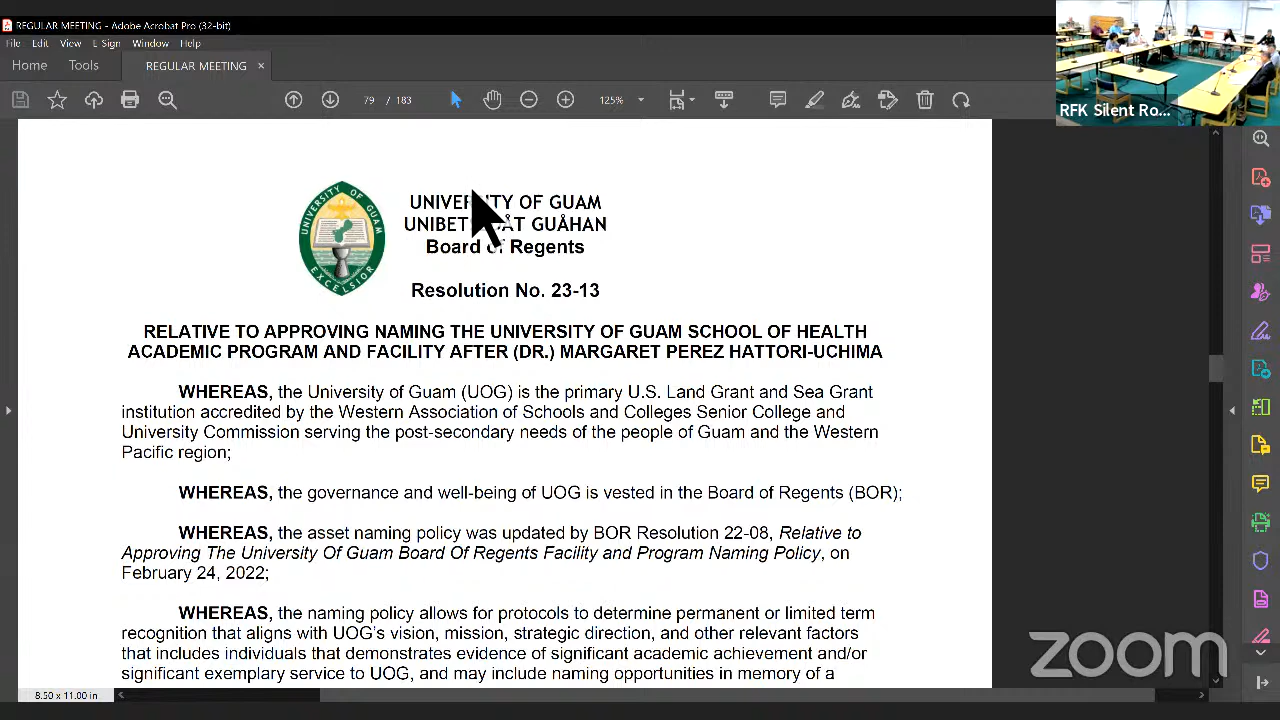 REGULAR MEETING - Adobe Acrobat Pro (32-bit)
File Edit View E-Sign Window Help
Home Tools REGULAR MEETING ×
79 / 183 125%
RFK Silent Ro...
UNIVERSITY OF GUAM
EXCELSIOR
UNIVERSITY OF GUAM
GUÅHAN
Board of Regents
Resolution No. 23-13
RELATIVE TO APPROVING NAMING THE UNIVERSITY OF GUAM SCHOOL OF HEALTH
ACADEMIC PROGRAM AND FACILITY AFTER (DR.) MARGARET PEREZ HATTORI-UCHIMA
WHEREAS, the University of Guam (UOG) is the primary U.S. Land Grant and Sea Grant
institution accredited by the Western Association of Schools and Colleges Senior College and
University Commission serving the post-secondary needs of the people of Guam and the Western
Pacific region;
WHEREAS, the governance and well-being of UOG is vested in the Board of Regents (BOR);
WHEREAS, the asset naming policy was updated by BOR Resolution 22-08, Relative to
Approving The University Of Guam Board Of Regents Facility and Program Naming Policy, on
February 24, 2022;
WHEREAS, the naming policy allows for protocols to determine permanent or limited term
recognition that aligns with UOG's vision, mission, strategic direction, and other relevant factors
that includes individuals that demonstrates evidence of significant academic achievement and/or
significant exemplary service to UOG, and may include naming opportunities in memory of a
zoom
8.50 x 11.00 in